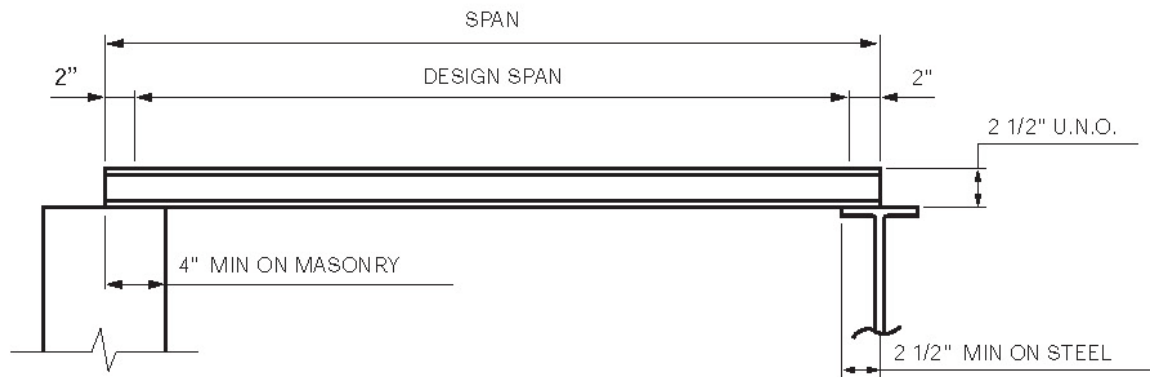 SPAN
2”
DESIGN SPAN
2"
2 1/2" U.N.O.
4" MIN ON MASONRY
2 1/2" MIN ON STEEL